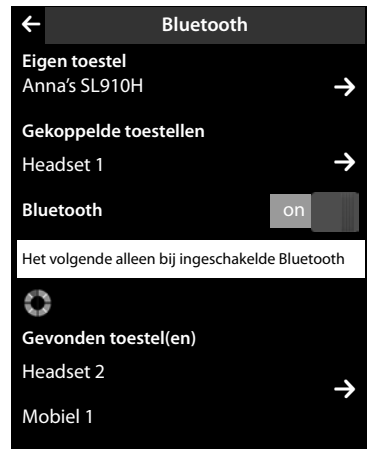 Bluetooth
Eigen toestel
Anna’s SL910H
Gekoppelde toestellen
Headset 1
Bluetooth on
Het volgende alleen bij ingeschakelde Bluetooth
Gevonden toestel(en)
Headset 2
Mobiel 1